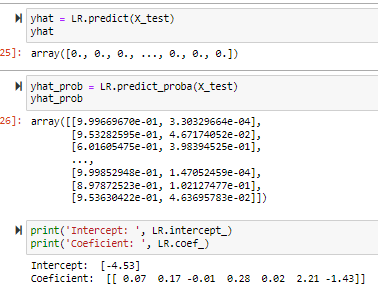 yhat = LR.predict(X_test)
yhat
25]: array([0., 0., 0., ..., 0., 0., 0.])
yhat_prob = LR.predict_proba(X_test)
yhat_prob
26]: array([[9.99669670e-01, 3.30329664e-04],
[9.53282595e-01, 4.67174052e-02],
[6.01605475e-01, 3.98394525e-01],
...,
[9.99852948e-01, 1.47052459e-04],
[8.97872523e-01, 1.02127477e-01],
[9.53630422e-01, 4.63695783e-02]])
print('Intercept: ', LR.intercept_)
print('Coeficient: ', LR.coef_)
Intercept:  [-4.53]
Coeficient:  [[ 0.07  0.17 -0.01  0.28  0.02  2.21 -1.43]]